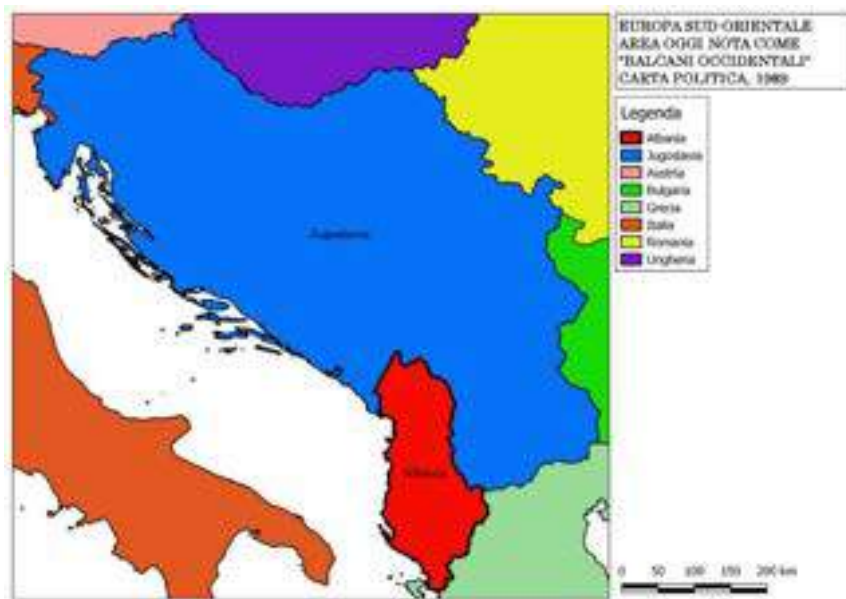 EUROPA SUD-ORIENTALE
AREA OGGI NOTA COME
"BALCANI OCCIDENTALI"
CARTA POLITICA, 1989
Legenda
Albania
Jugoslavia
Austria
Bulgaria
Grecia
Italia
Romania
Ungheria
Jugoslavia
Albania
0 50 100 150 200 km